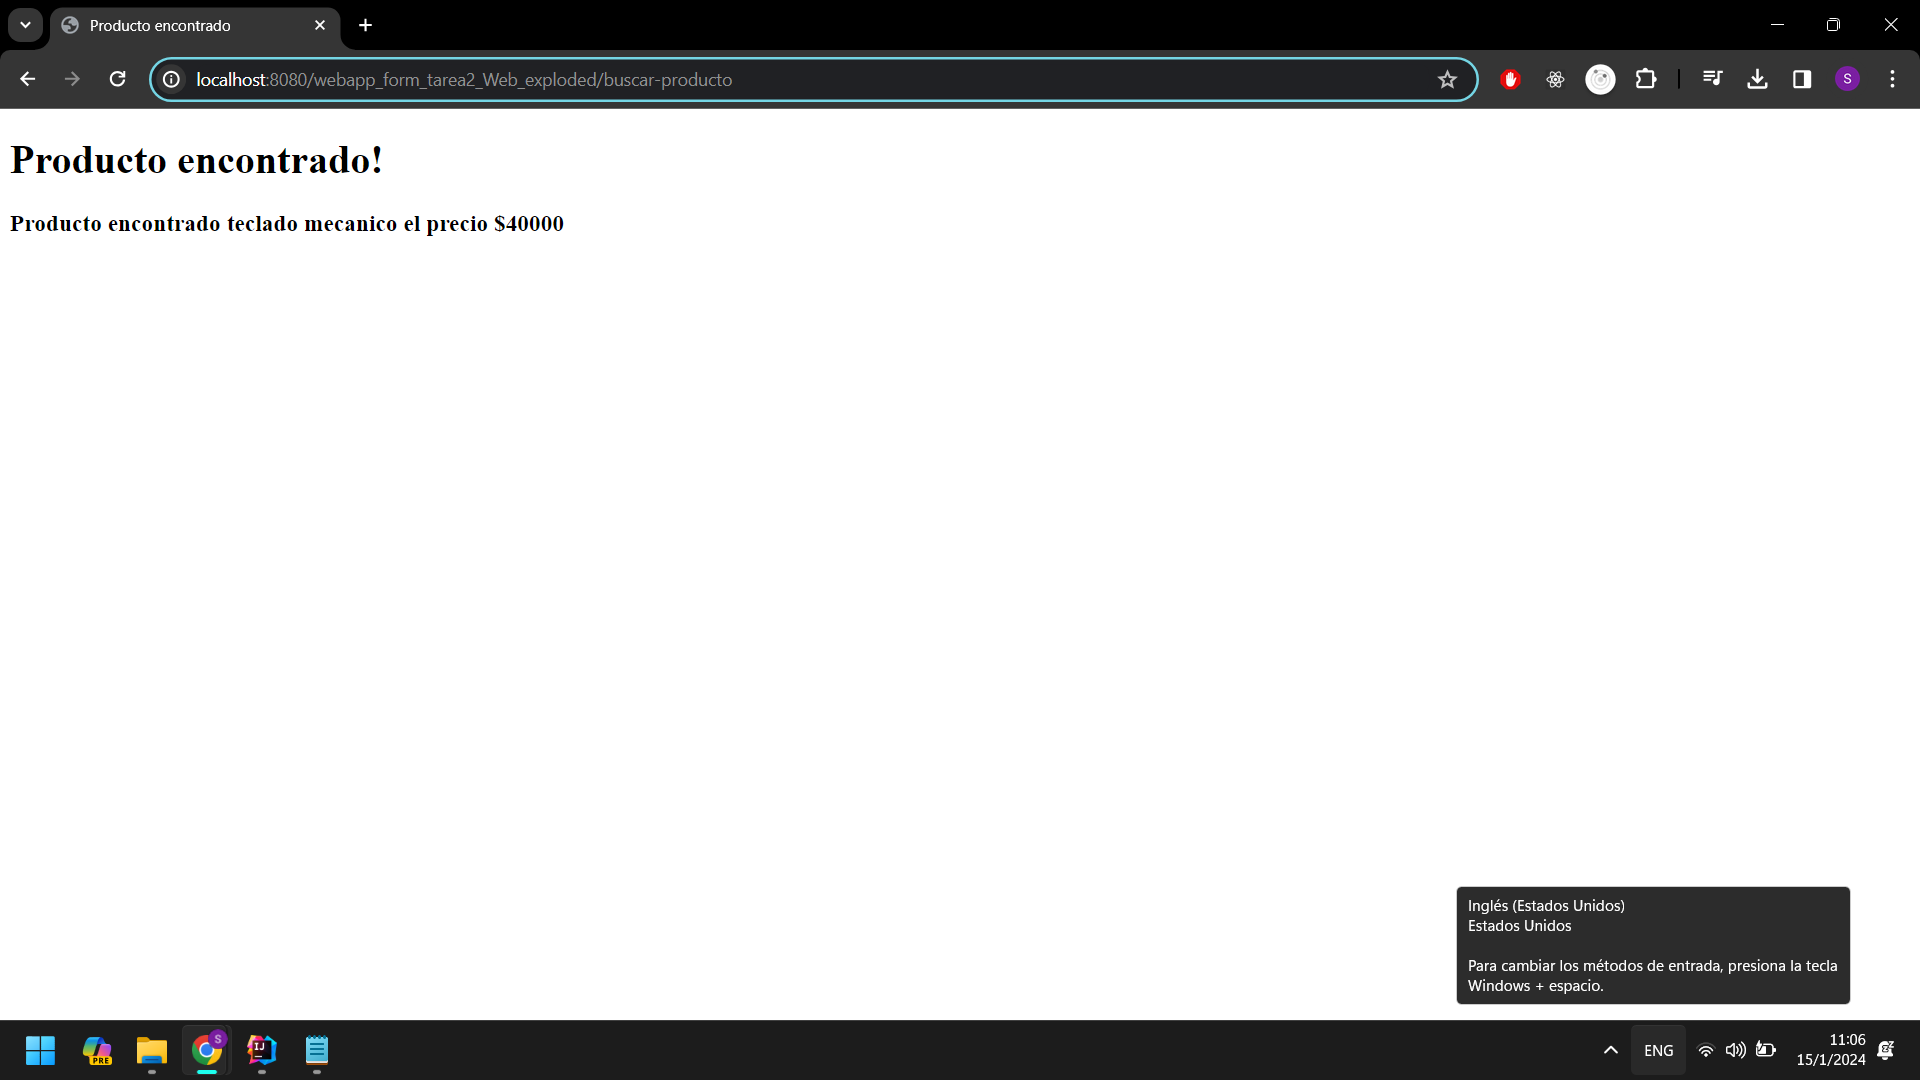 Producto encontrado
localhost:8080/webapp_form_tarea2_Web_exploded/buscar-producto
S
Producto encontrado!
Producto encontrado teclado mecanico el precio $40000
Inglés (Estados Unidos)
Estados Unidos
Para cambiar los métodos de entrada, presiona la tecla
Windows + espacio.
PRE
S
IJ
ENG
11:06
15/1/2024